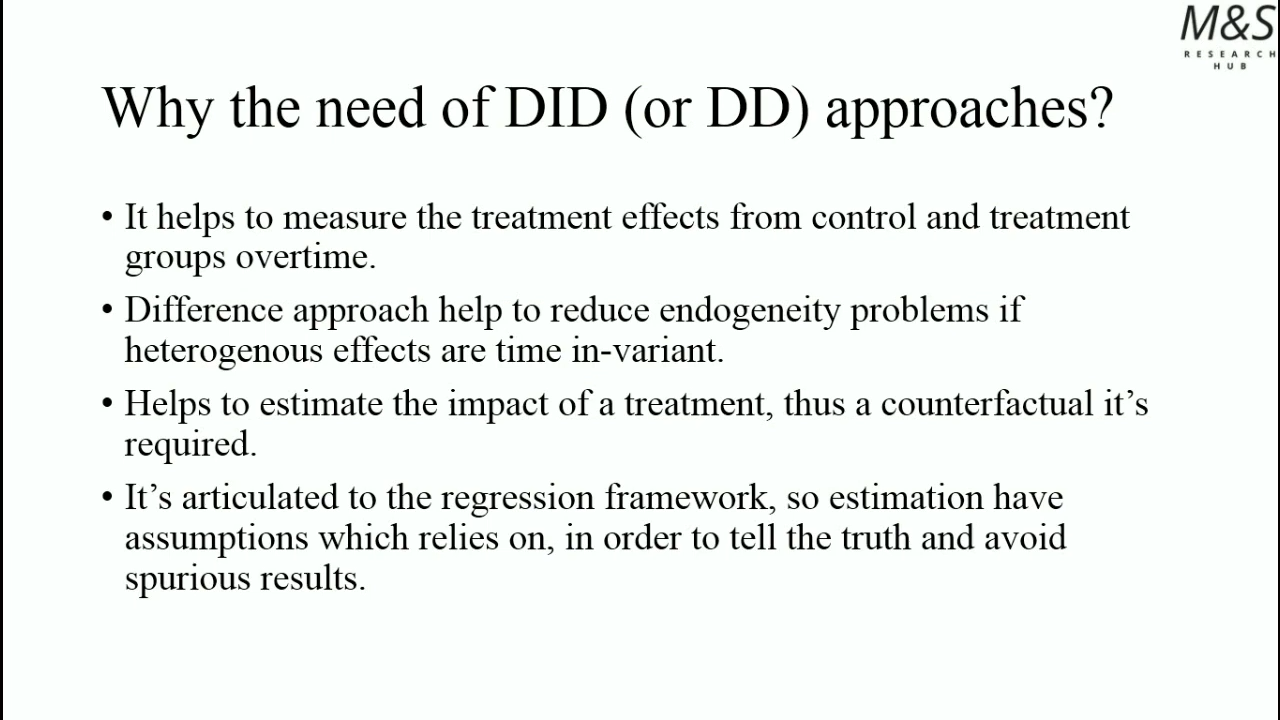 M&S
RESEARCH
HUB
Why the need of DID (or DD) approaches?
• It helps to measure the treatment effects from control and treatment
groups overtime.
• Difference approach help to reduce endogeneity problems if
heterogenous effects are time in-variant.
• Helps to estimate the impact of a treatment, thus a counterfactual it’s
required.
• It’s articulated to the regression framework, so estimation have
assumptions which relies on, in order to tell the truth and avoid
spurious results.